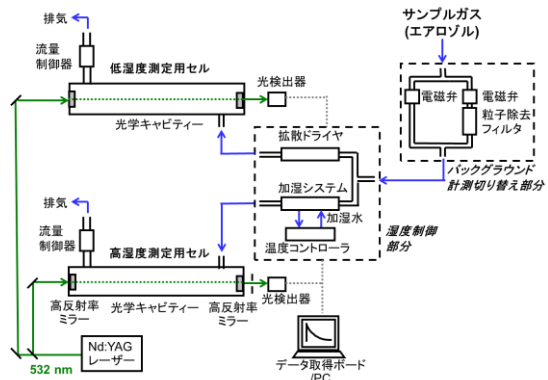 排気
サンプルガス
(エアロゾル)
流量
制御器
低湿度測定用セル
光検出器
電磁弁
電磁弁
粒子除去
フィルタ
光学キャビティー
拡散ドライヤ
バックグラウンド
計測切り替え部分
加湿システム
排気
加湿水
流量
制御器
高湿度測定用セル
温度コントローラ
湿度制御
部分
光検出器
高反射率
ミラー
光学キャビティー
高反射率
ミラー
Nd:YAG
レーザー
532 nm
データ取得ボード
/PC